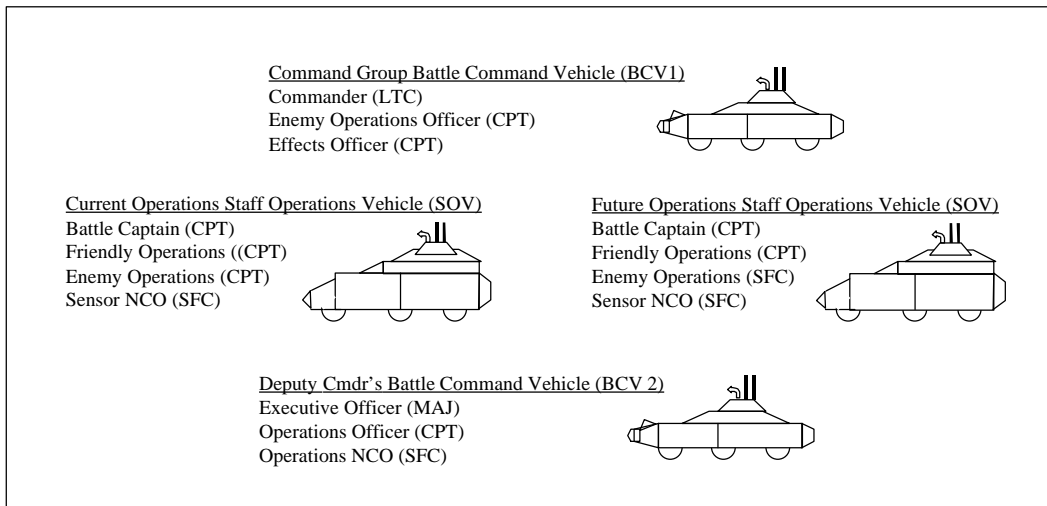 Command Group Battle Command Vehicle (BCV1)
Commander (LTC)
Enemy Operations Officer (CPT)
Effects Officer (CPT)
Current Operations Staff Operations Vehicle (SOV)
Battle Captain (CPT)
Friendly Operations ((CPT)
Enemy Operations (CPT)
Sensor NCO (SFC)
Future Operations Staff Operations Vehicle (SOV)
Battle Captain (CPT)
Friendly Operations (CPT)
Enemy Operations (SFC)
Sensor NCO (SFC)
Deputy Cmdr's Battle Command Vehicle (BCV 2)
Executive Officer (MAJ)
Operations Officer (CPT)
Operations NCO (SFC)